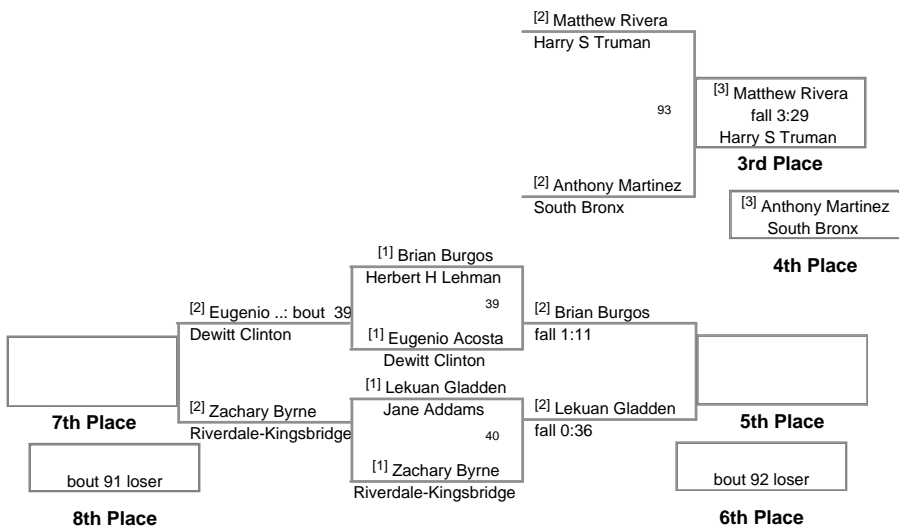 [2] Matthew Rivera
Harry S Truman
93
[3] Matthew Rivera
fall 3:29
Harry S Truman
3rd Place
[2] Anthony Martinez
South Bronx
[3] Anthony Martinez
South Bronx
4th Place
[1] Brian Burgos
Herbert H Lehman
39
[1] Eugenio Acosta
Dewitt Clinton
[2] Eugenio ..: bout 39
Dewitt Clinton
[2] Brian Burgos
fall 1:11
[1] Lekuan Gladden
Jane Addams
40
[1] Zachary Byrne
Riverdale-Kingsbridge
[2] Zachary Byrne
Riverdale-Kingsbridge
[2] Lekuan Gladden
fall 0:36
7th Place
bout 91 loser
8th Place
5th Place
bout 92 loser
6th Place